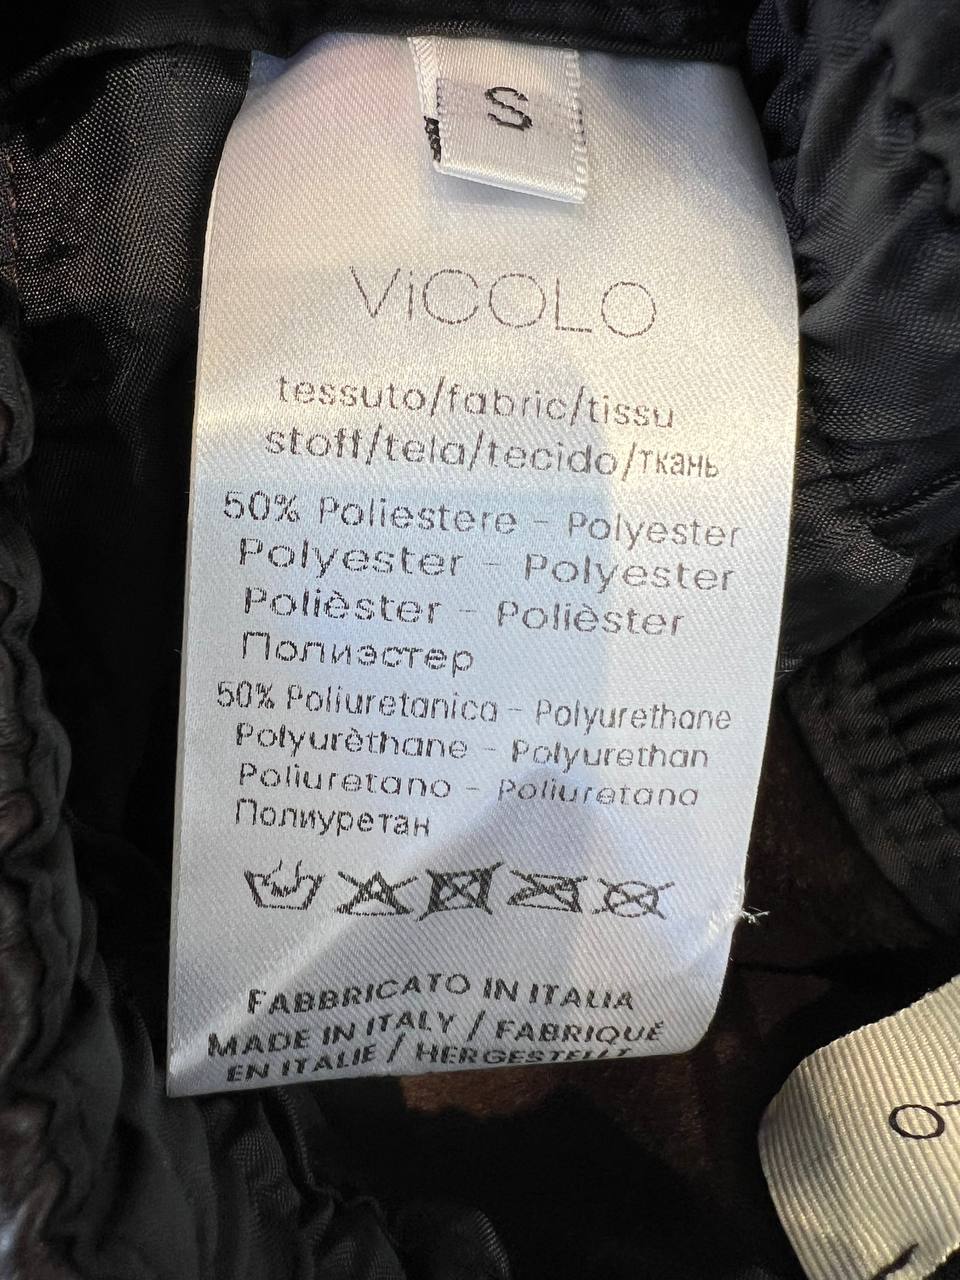 S
ViCOLO
tessuto/fabric/tissu
stoff/tela/tecido/ткань
50% Poliestere - Polyester
Polyester - Polyester
Polièster - Polièster
Полиэстер
50% Poliuretanica - Polyurethane
Polyurèthane - Polyurethan
Poliuretano - Poliuretana
Полиуретан
FABBRICATO IN ITALIA
MADE IN ITALY / FABRIQUÉ
EN ITALIE / HERGESTELLT